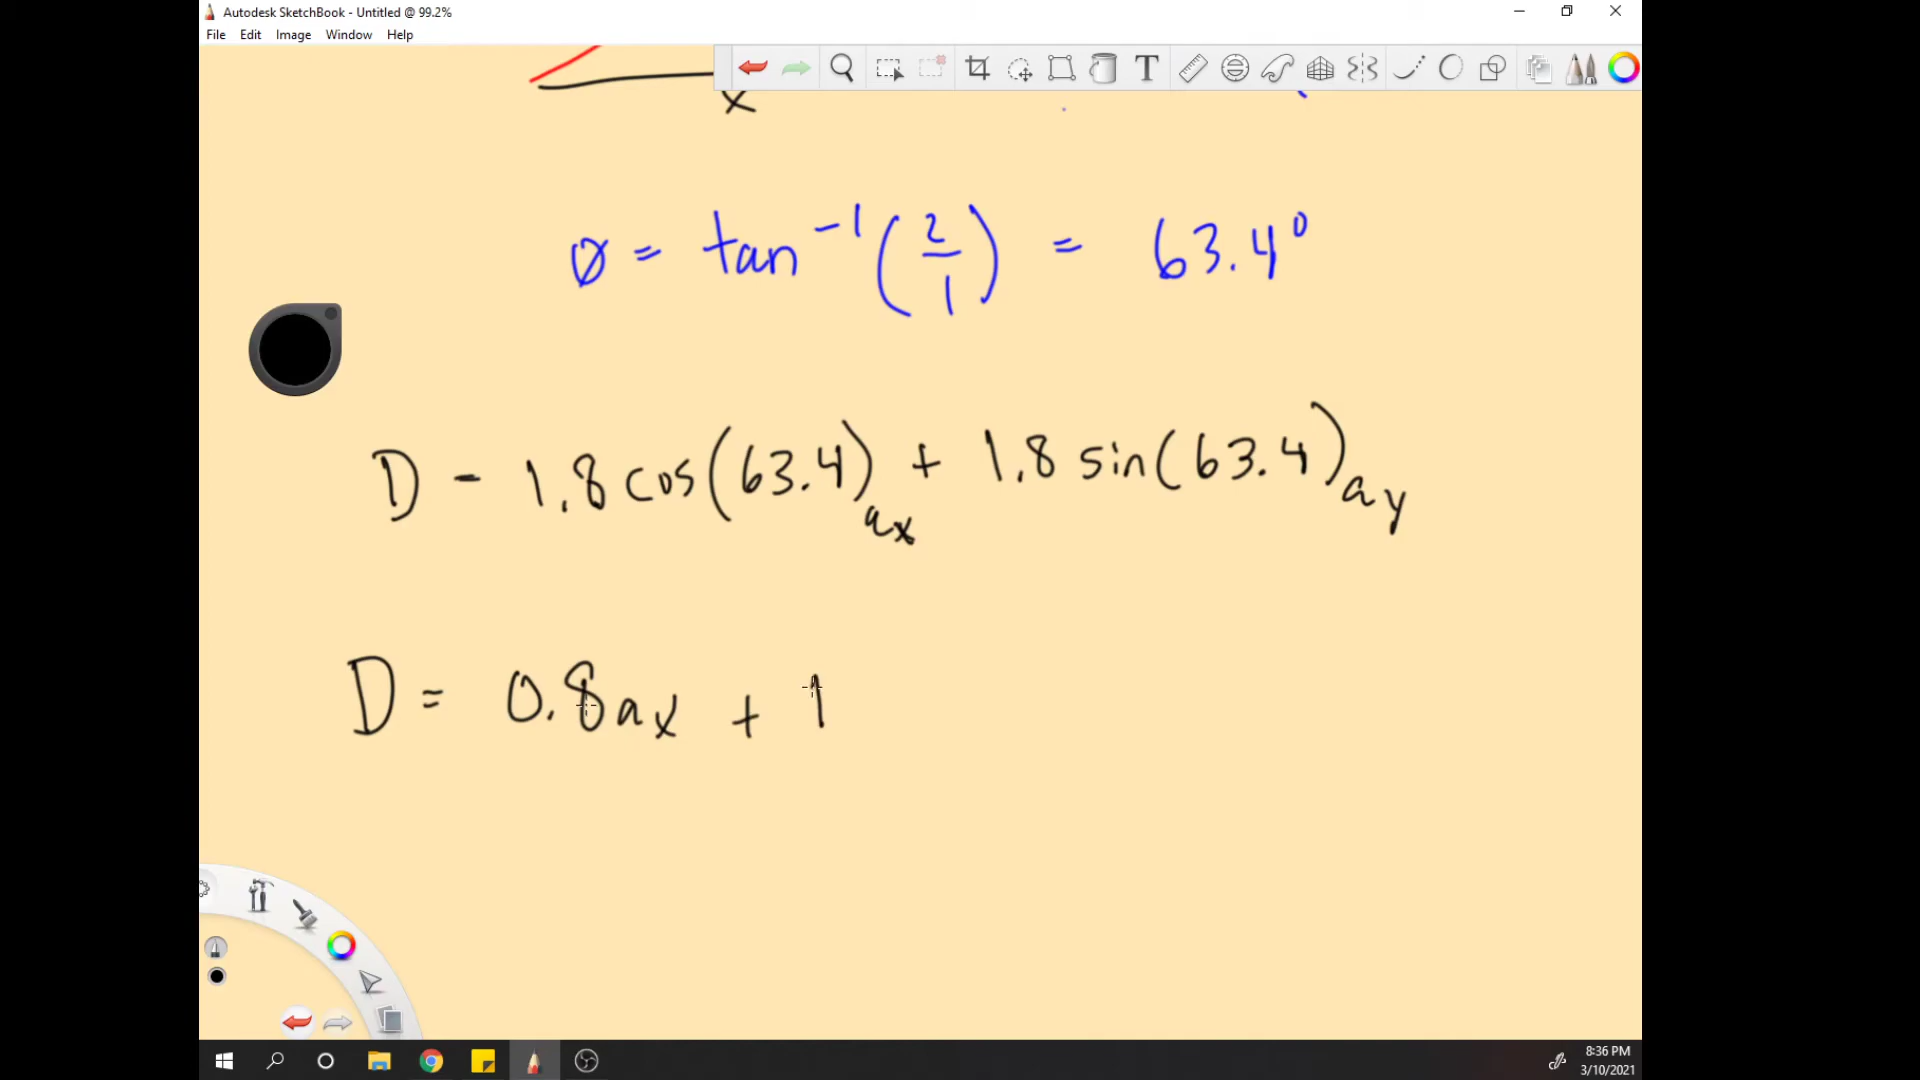 Autodesk SketchBook - Untitled @ 99.2%
File Edit Image Window Help
T
x
Ø = tan⁻¹(2/1) = 63.4⁰
D - 1.8 cos(63.4)ax + 1.8 sin(63.4)ay
D = 0.8ax + 1
8:36 PM
3/10/2021